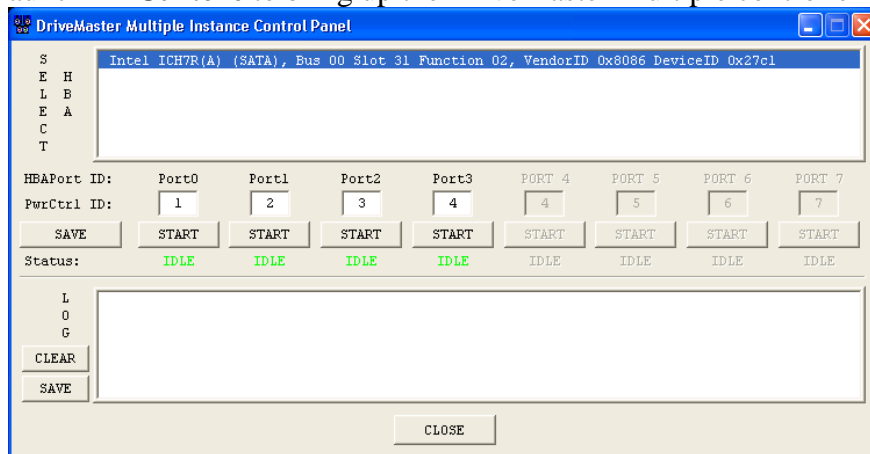 DriveMaster Multiple Instance Control Panel
SELECT HBA
Intel ICH7R(A) (SATA), Bus 00 Slot 31 Function 02, VendorID 0x8086 DeviceID 0x27c1
HBAPort ID: Port0 Port1 Port2 Port3 PORT 4 PORT 5 PORT 6 PORT 7
PwrCtrl ID: 1 2 3 4 4 5 6 7
SAVE START START START START START START START START
Status: IDLE IDLE IDLE IDLE IDLE IDLE IDLE IDLE
LOG
CLEAR
SAVE
CLOSE